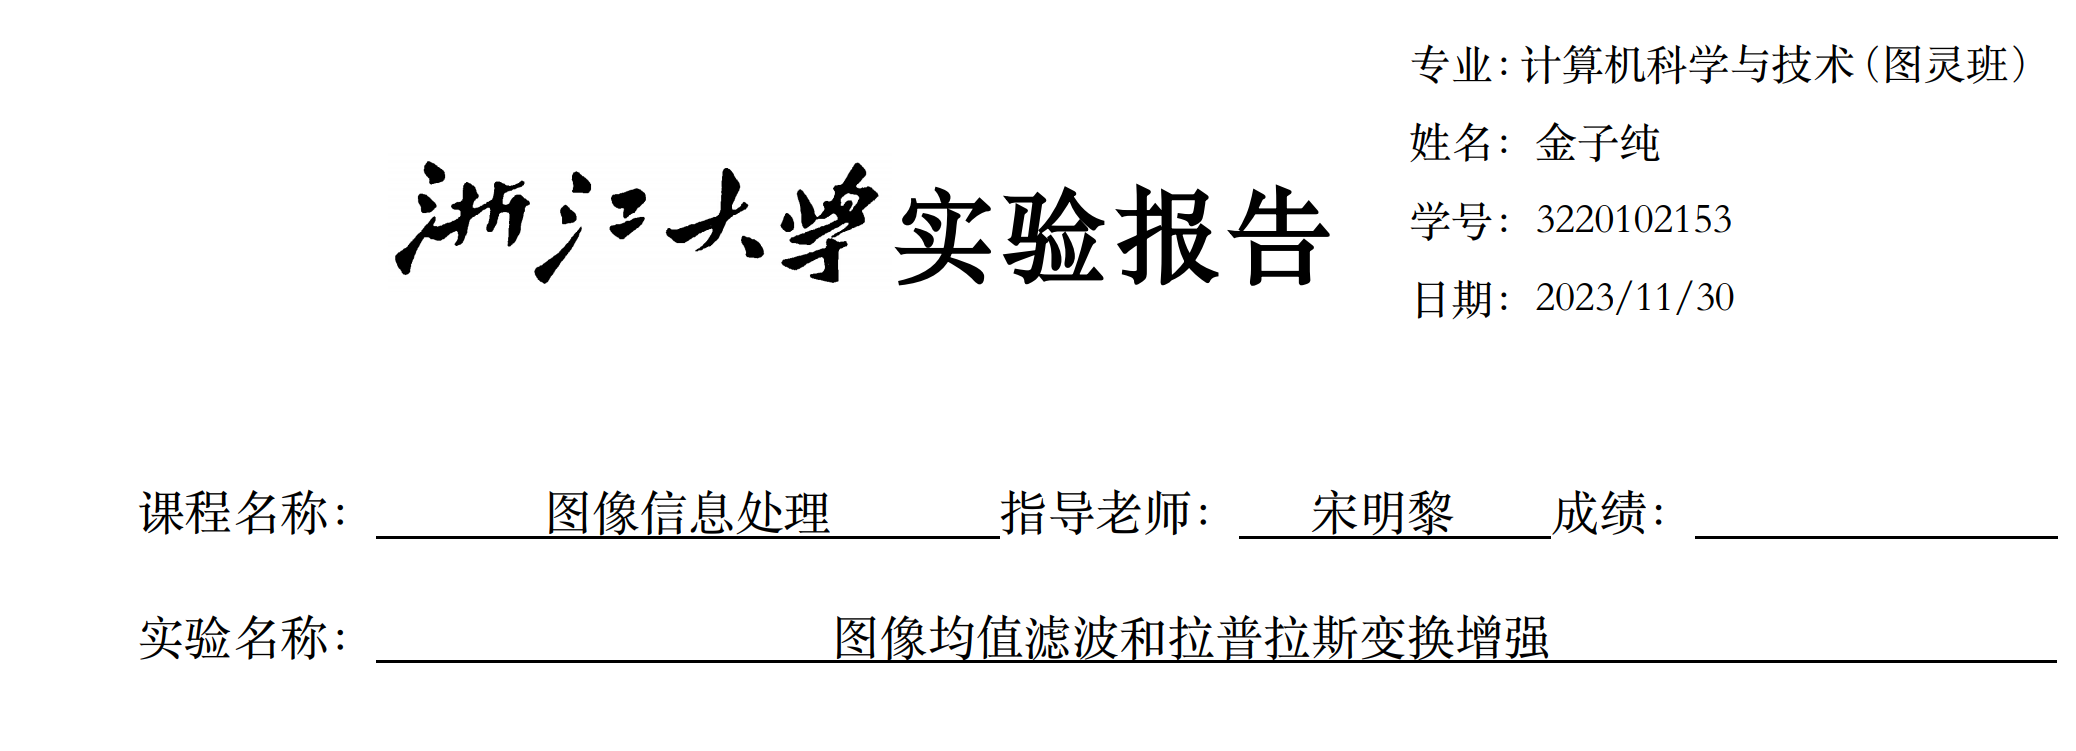 专业：计算机科学与技术（图灵班）
姓名：金子纯
学号：3220102153
日期：2023/11/30
浙江大学实验报告
课程名称：图像信息处理指导老师：宋明黎成绩：
实验名称：图像均值滤波和拉普拉斯变换增强